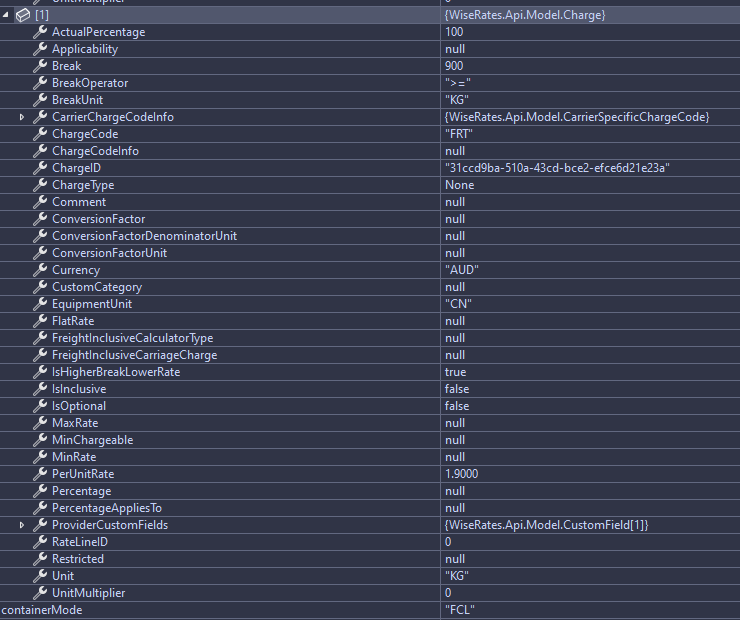 [1] {WiseRates.Api.Model.Charge}
ActualPercentage 100
Applicability null
Break 900
BreakOperator ">="
BreakUnit "KG"
CarrierChargeCodeInfo {WiseRates.Api.Model.CarrierSpecificChargeCode}
ChargeCode "FRT"
ChargeCodeInfo null
ChargeID "31ccd9ba-510a-43cd-bce2-efce6d21e23a"
ChargeType None
Comment null
ConversionFactor null
ConversionFactorDenominatorUnit null
ConversionFactorUnit null
Currency "AUD"
CustomCategory null
EquipmentUnit "CN"
FlatRate null
FreightInclusiveCalculatorType null
FreightInclusiveCarriageCharge null
IsHigherBreakLowerRate true
IsInclusive false
IsOptional false
MaxRate null
MinChargeable null
MinRate null
PerUnitRate 1.9000
Percentage null
PercentageAppliesTo null
ProviderCustomFields {WiseRates.Api.Model.CustomField[1]}
RateLineID 0
Restricted null
Unit "KG"
UnitMultiplier 0
containerMode "FCL"